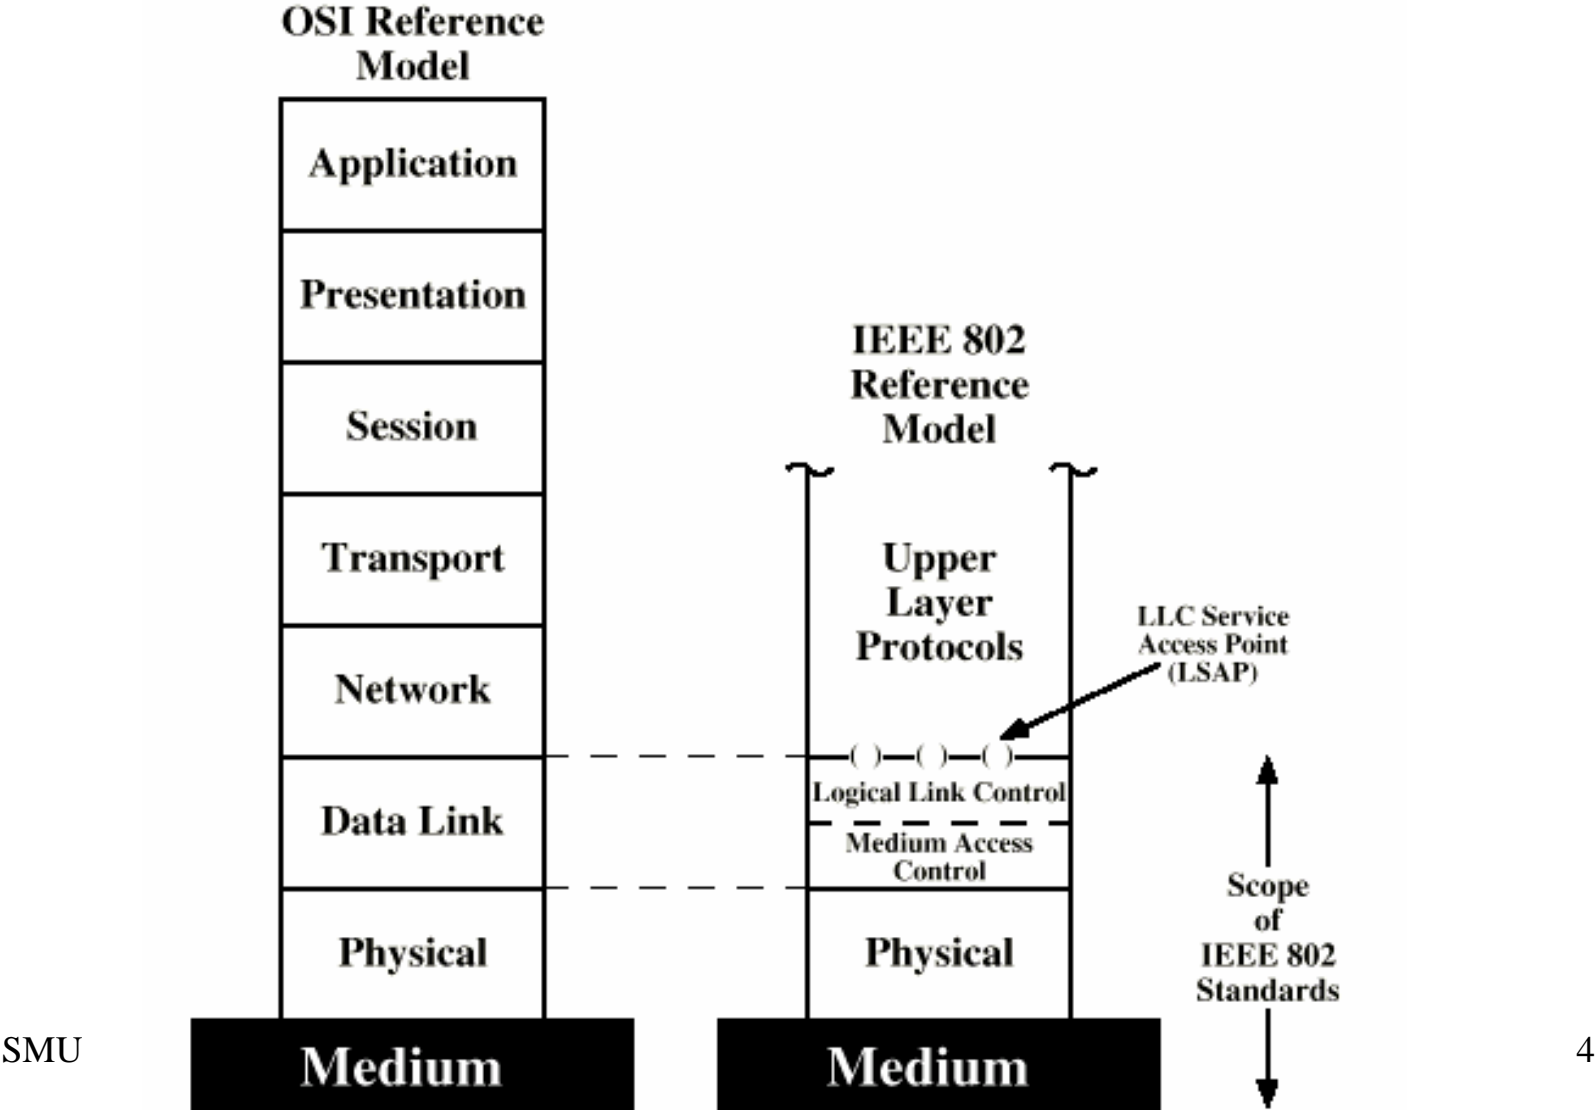 OSI Reference
Model
Application
Presentation
Session
Transport
Network
Data Link
Physical
Medium
IEEE 802
Reference
Model
Upper
Layer
Protocols
LLC Service
Access Point
(LSAP)
Logical Link Control
Medium Access
Control
Physical
Medium
Scope
of
IEEE 802
Standards
SMU
4